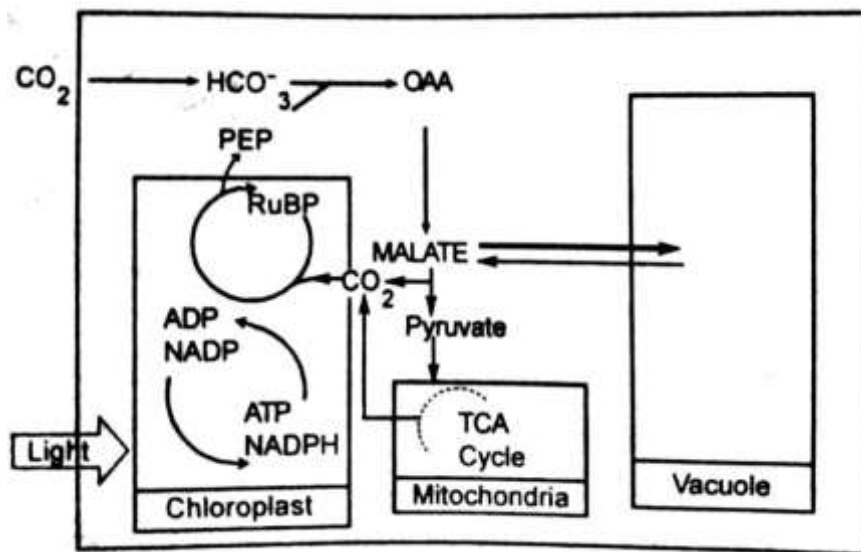 CO2 HCO-3 OAA
PEP
RuBP
MALATE
CO2
Pyruvate
ADP
NADP
ATP
NADPH
TCA
Cycle
Light
Chloroplast
Mitochondria
Vacuole